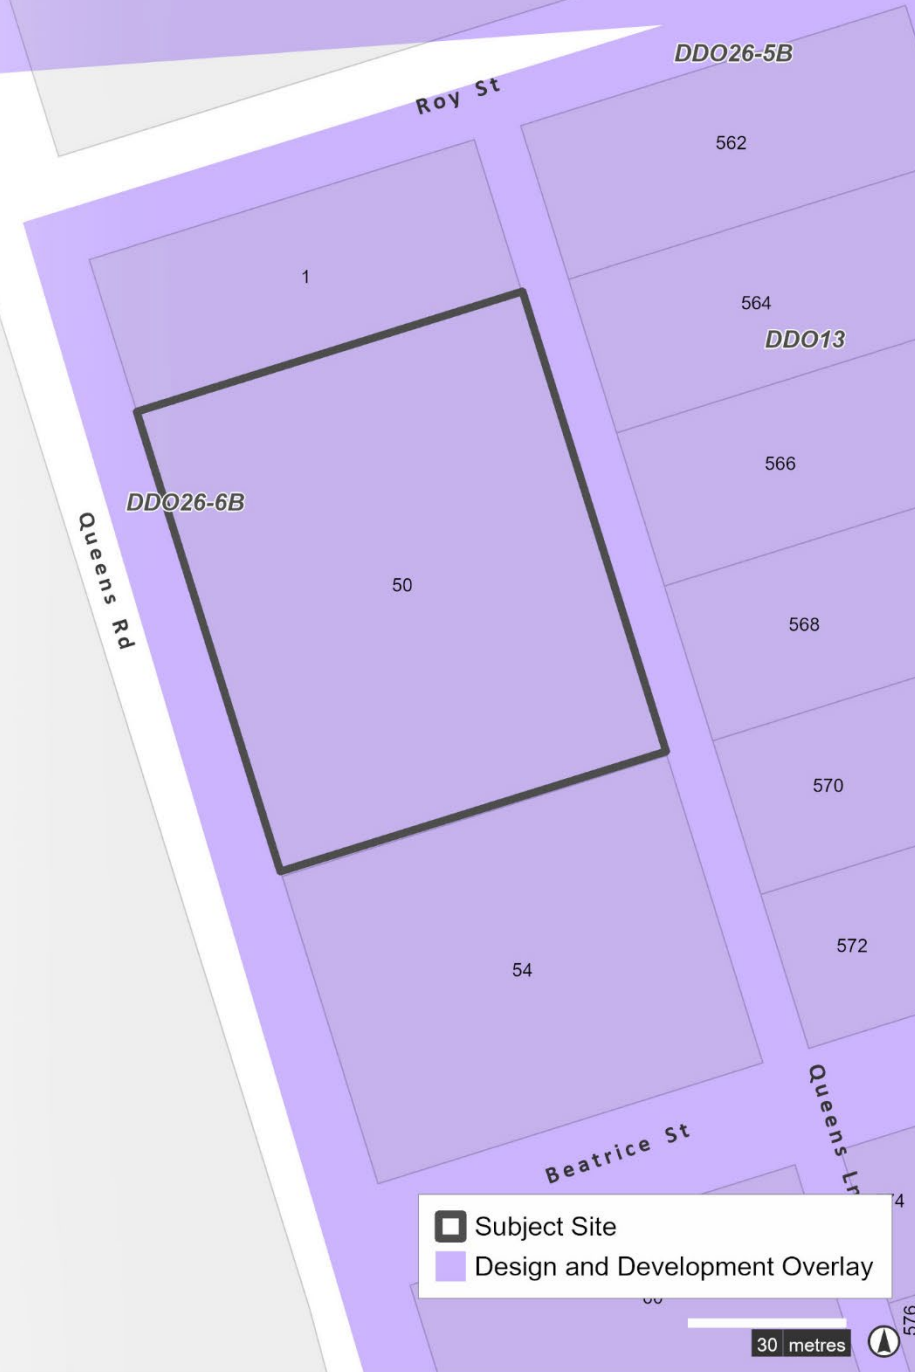 DDO26-5B
Roy St
562
1
564
DDO13
566
DDO26-6B
Queens Rd
50
568
570
572
54
Queens Ln
Beatrice St
Subject Site
Design and Development Overlay
576
30 metres